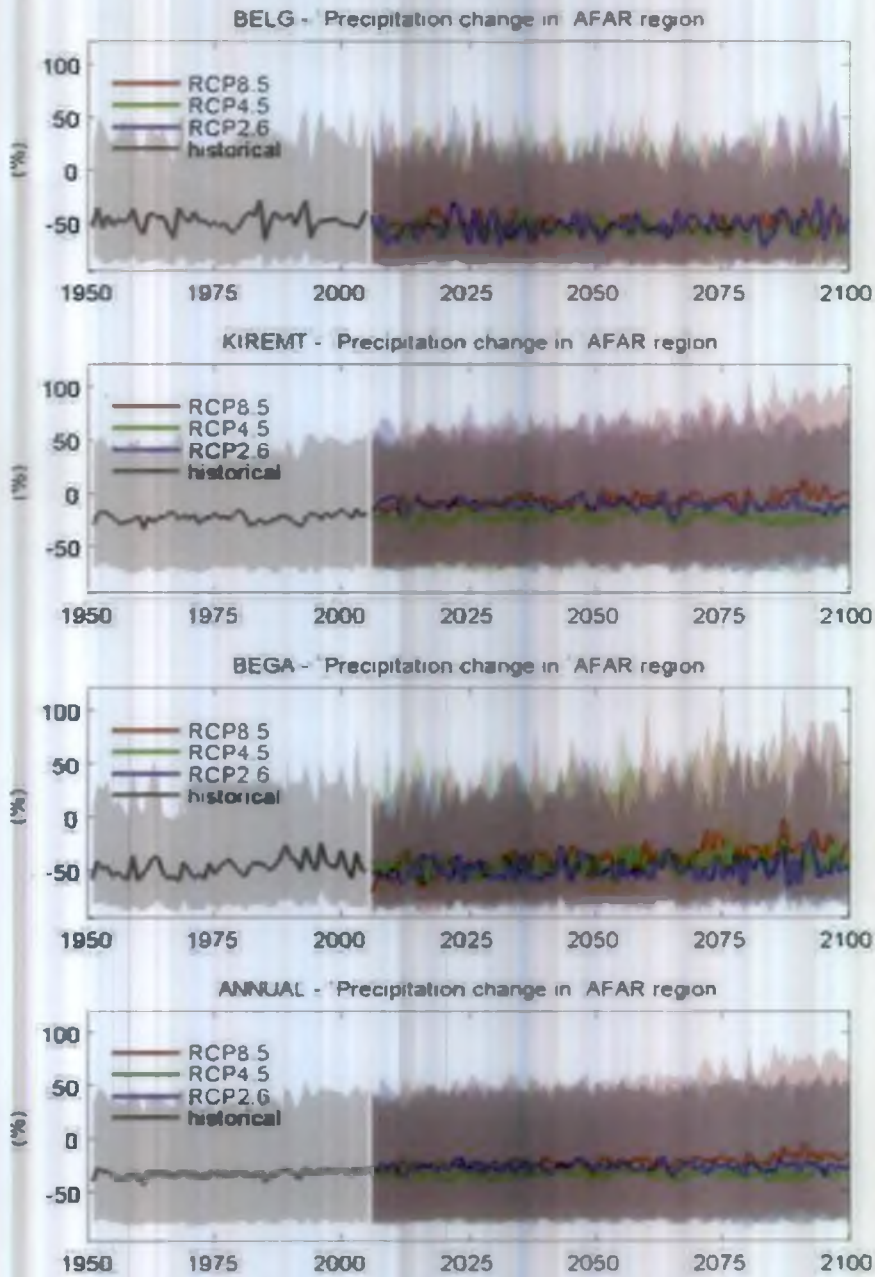 BELG - Precipitation change in AFAR region
(%)
100
50
0
-50
RCP8.5
RCP4.5
RCP2.6
historical
1950 1975 2000 2025 2050 2075 2100
KIREMT - Precipitation change in AFAR region
(%)
100
50
0
-50
RCP8.5
RCP4.5
RCP2.6
historical
1950 1975 2000 2025 2050 2075 2100
BEGA - Precipitation change in AFAR region
(%)
100
50
0
-50
RCP8.5
RCP4.5
RCP2.6
historical
1950 1975 2000 2025 2050 2075 2100
ANNUAL - Precipitation change in AFAR region
(%)
100
50
0
-50
RCP8.5
RCP4.5
RCP2.6
historical
1950 1975 2000 2025 2050 2075 2100